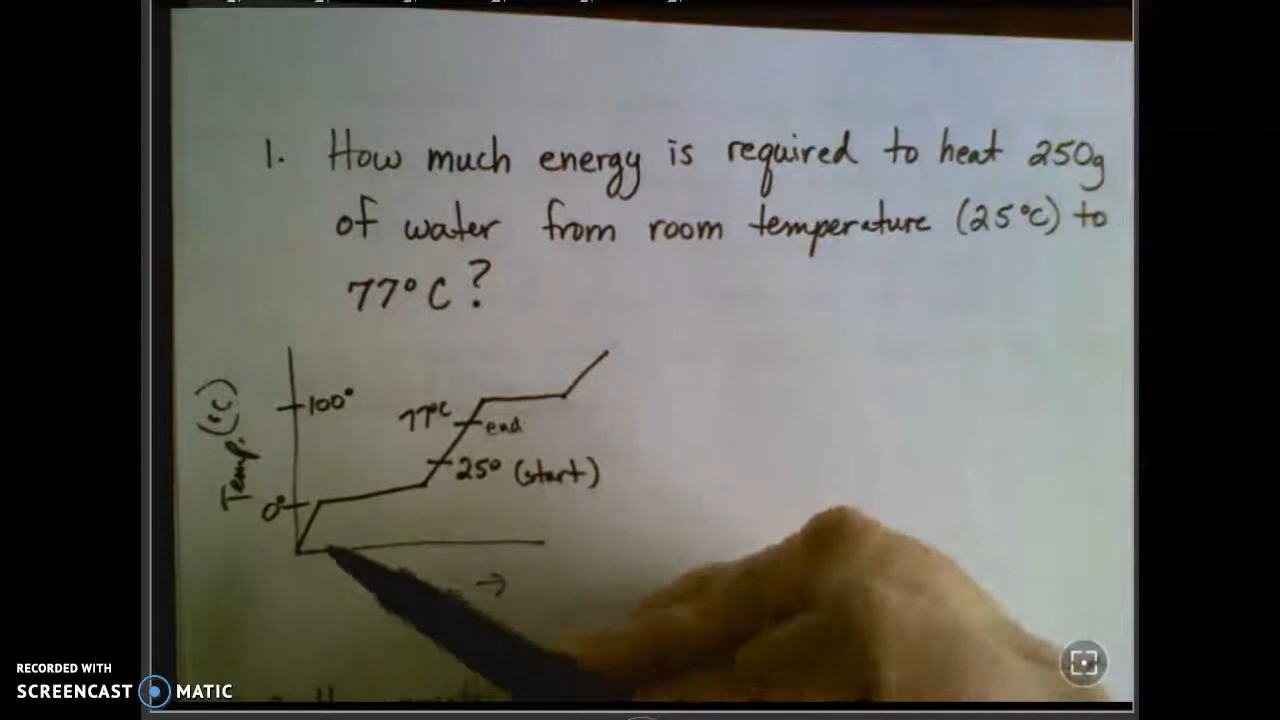 1. How much energy is required to heat 250g
of water from room temperature (25°C) to
77°C?
100°
77°C
end
25° (start)
Temp. (°C)
0°
→
RECORDED WITH
SCREENCAST MATIC